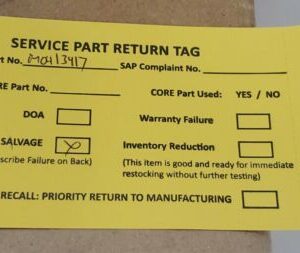 SERVICE PART RETURN TAG
t No. MCH13417 SAP Complaint No.
RE Part No. CORE Part Used: YES / NO
DOA Warranty Failure
SALVAGE X Inventory Reduction
scribe Failure on Back) (This item is good and ready for immediate
restocking without further testing)
RECALL: PRIORITY RETURN TO MANUFACTURING